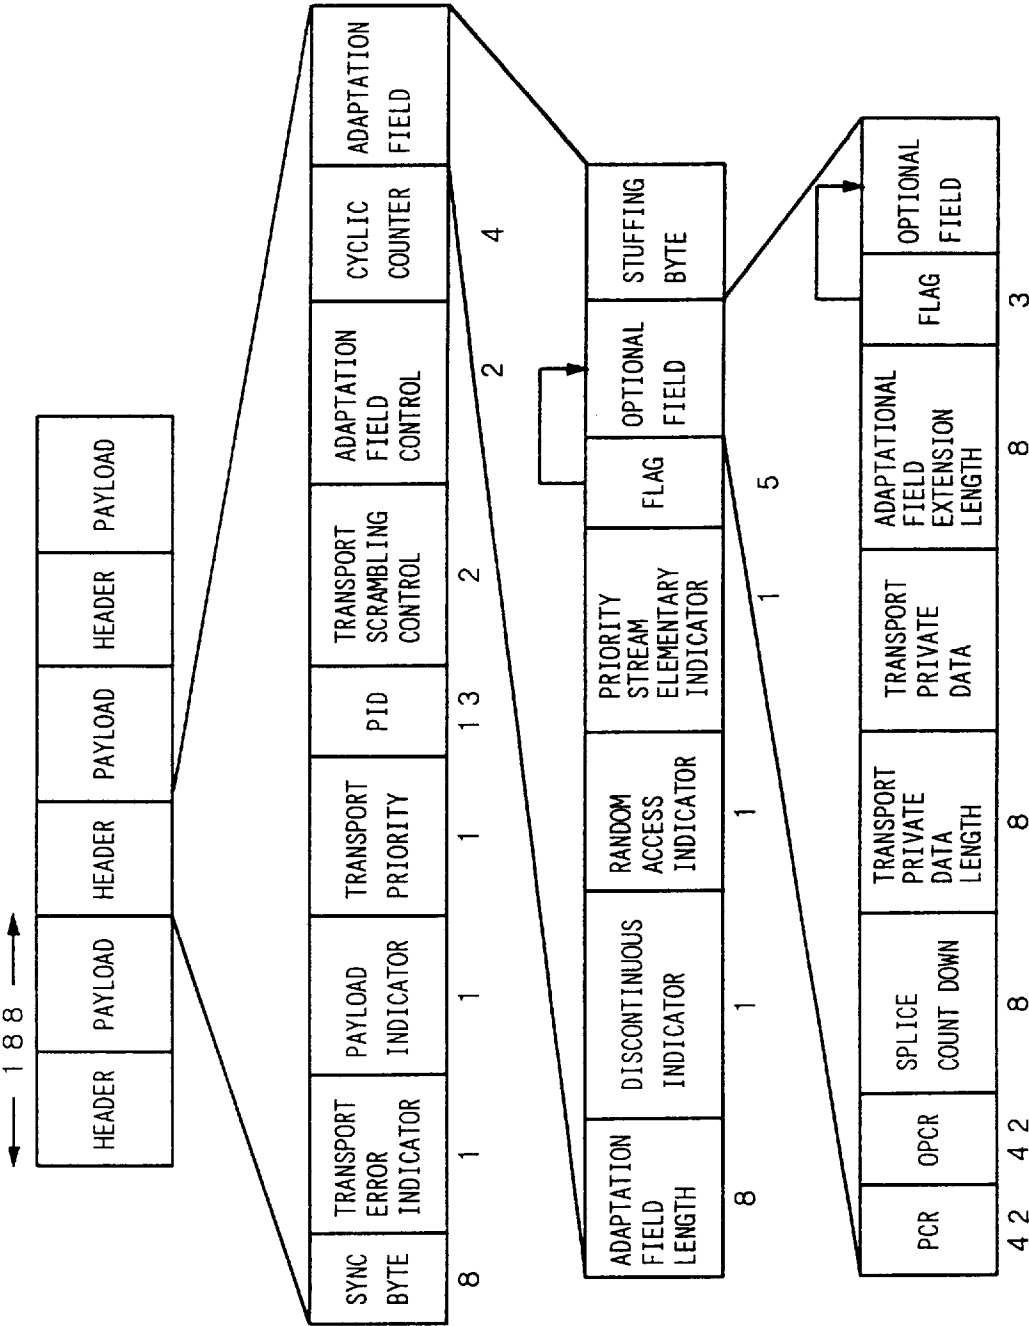 188
HEADER
PAYLOAD
HEADER
PAYLOAD
HEADER
PAYLOAD
SYNC
BYTE
TRANSPORT
ERROR
INDICATOR
PAYLOAD
INDICATOR
TRANSPORT
PRIORITY
PID
TRANSPORT
SCRAMBLING
CONTROL
ADAPTATION
FIELD
CONTROL
CYCLIC
COUNTER
ADAPTATION
FIELD
8
1
1
1
13
2
2
4
ADAPTATION
FIELD
LENGTH
DISCONTINUOUS
INDICATOR
RANDOM
ACCESS
INDICATOR
PRIORITY
STREAM
ELEMENTARY
INDICATOR
FLAG
OPTIONAL
FIELD
STUFFING
BYTE
8
1
1
1
5
PCR
OPCR
SPLICE
COUNT DOWN
TRANSPORT
PRIVATE
DATA
LENGTH
TRANSPORT
PRIVATE
DATA
ADAPTATIONAL
FIELD
EXTENSION
LENGTH
FLAG
OPTIONAL
FIELD
42
42
8
8
8
3